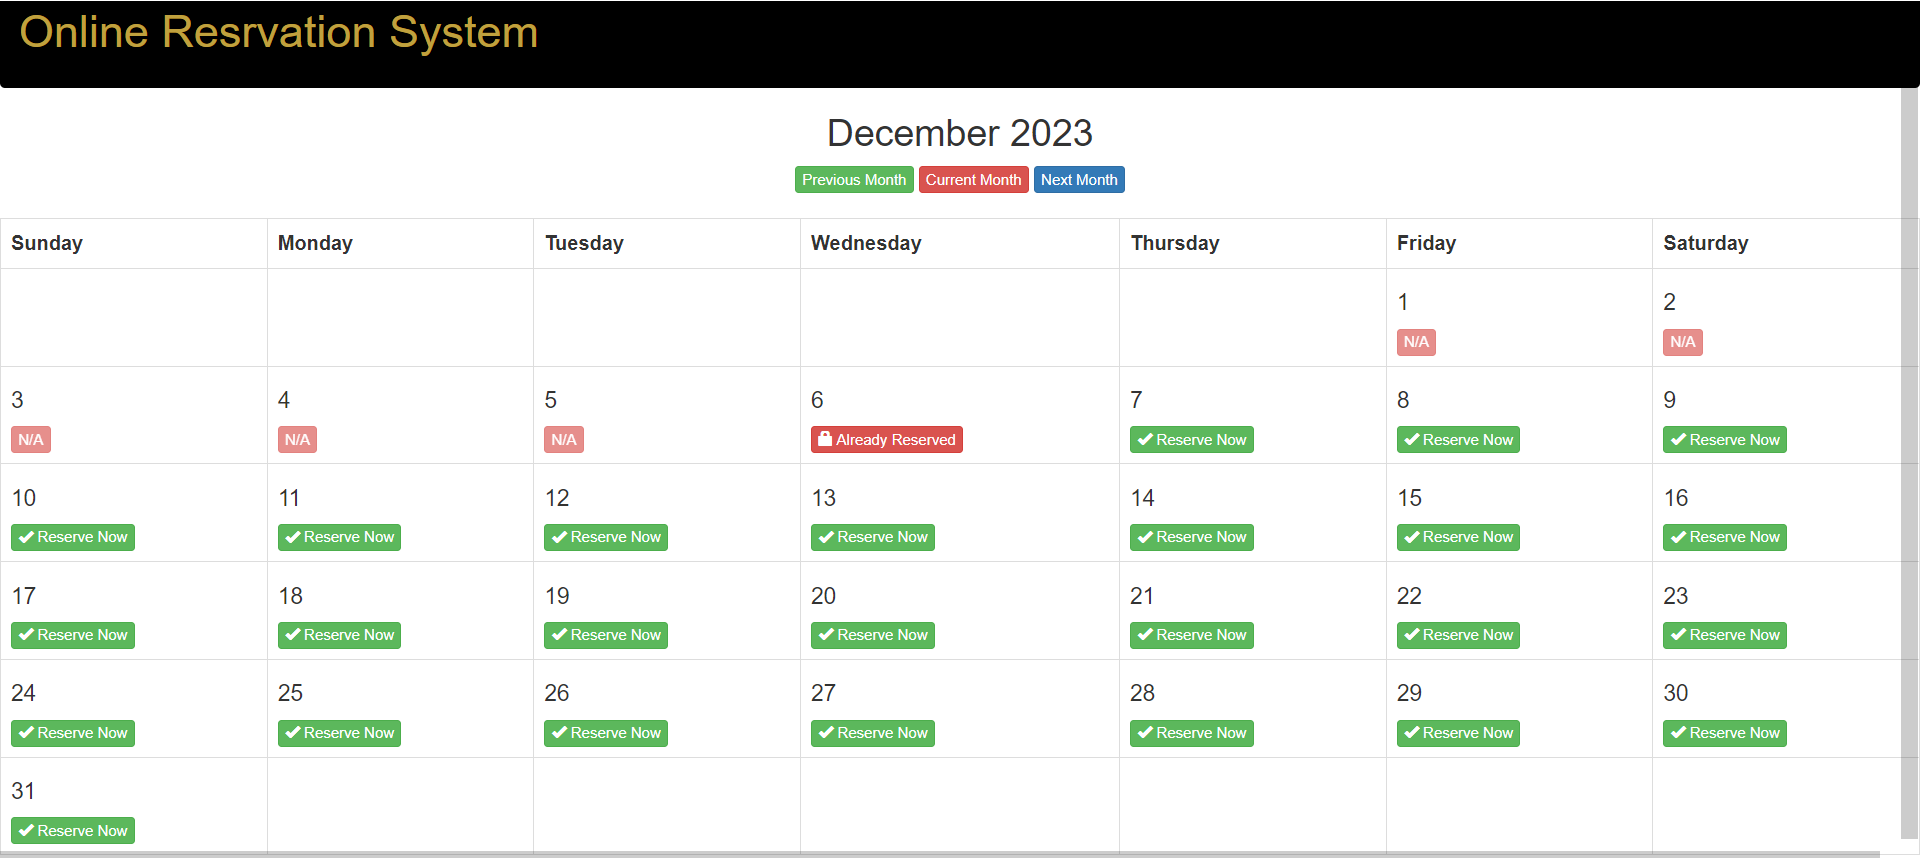 Online Resrvation System
December 2023
Previous Month Current Month Next Month
Sunday Monday Tuesday Wednesday Thursday Friday Saturday
1 2
N/A N/A
3 4 5 6 7 8 9
N/A N/A N/A Already Reserved Reserve Now Reserve Now Reserve Now
10 11 12 13 14 15 16
Reserve Now Reserve Now Reserve Now Reserve Now Reserve Now Reserve Now Reserve Now
17 18 19 20 21 22 23
Reserve Now Reserve Now Reserve Now Reserve Now Reserve Now Reserve Now Reserve Now
24 25 26 27 28 29 30
Reserve Now Reserve Now Reserve Now Reserve Now Reserve Now Reserve Now Reserve Now
31
Reserve Now